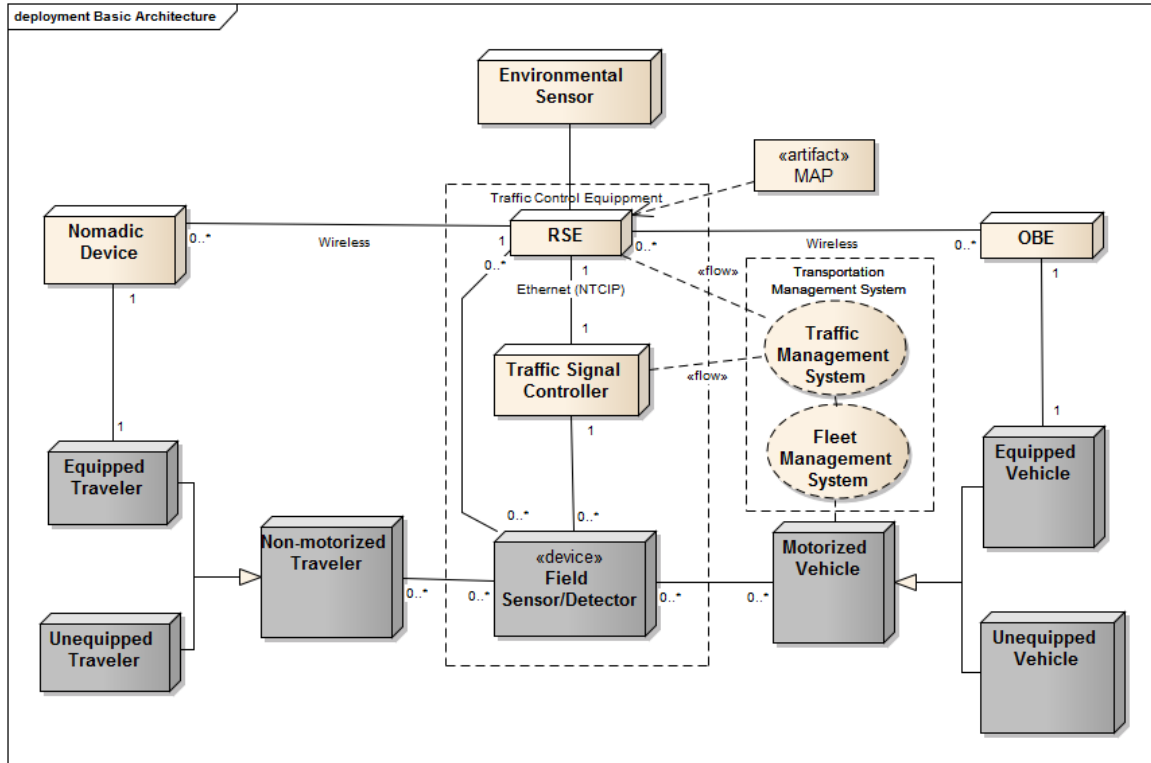 deployment Basic Architecture
Environmental
Sensor
«artifact»
MAP
Traffic Control Equippment
Nomadic
Device
0..*
Wireless
1
RSE
0..*
0..*
Wireless
0..*
OBE
1
1
1
Ethernet (NTCIP)
«flow»
Transportation
Management System
1
Traffic
Management
System
Traffic Signal
Controller
«flow»
1
1
1
Fleet
Management
System
Equipped
Traveler
Equipped
Vehicle
0..*
0..*
Non-motorized
Traveler
«device»
Field
Sensor/Detector
Motorized
Vehicle
0..*
0..*
0..*
0..*
Unequipped
Traveler
Unequipped
Vehicle